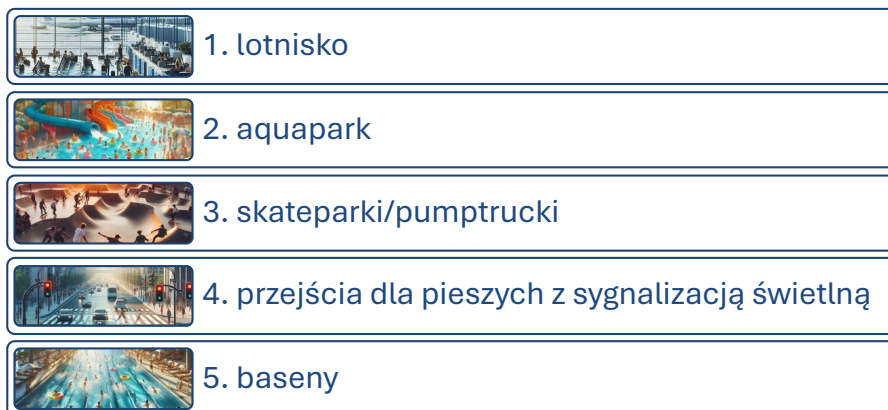 1. lotnisko
2. aquapark
3. skateparki/pumptrucki
4. przejścia dla pieszych z sygnalizacją świetlną
5. baseny